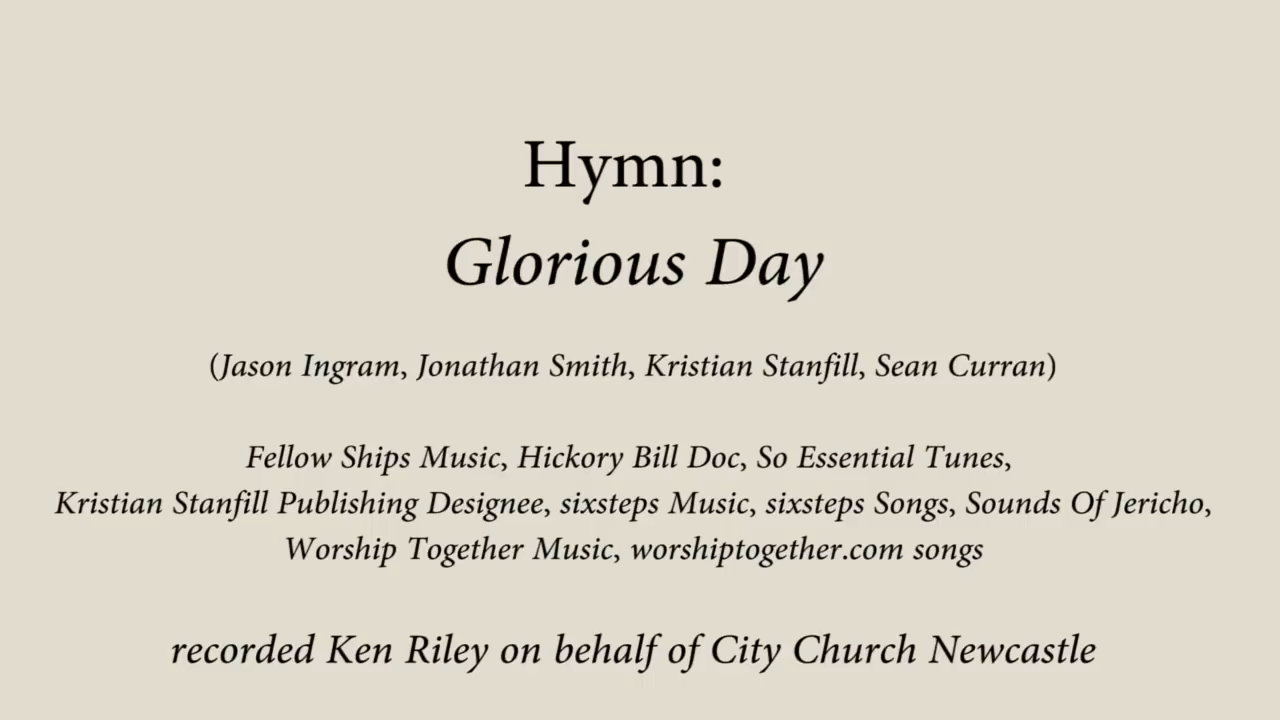 Hymn:
Glorious Day
(Jason Ingram, Jonathan Smith, Kristian Stanfill, Sean Curran)
Fellow Ships Music, Hickory Bill Doc, So Essential Tunes,
Kristian Stanfill Publishing Designee, sixsteps Music, sixsteps Songs, Sounds Of Jericho,
Worship Together Music, worshiptogether.com songs
recorded Ken Riley on behalf of City Church Newcastle